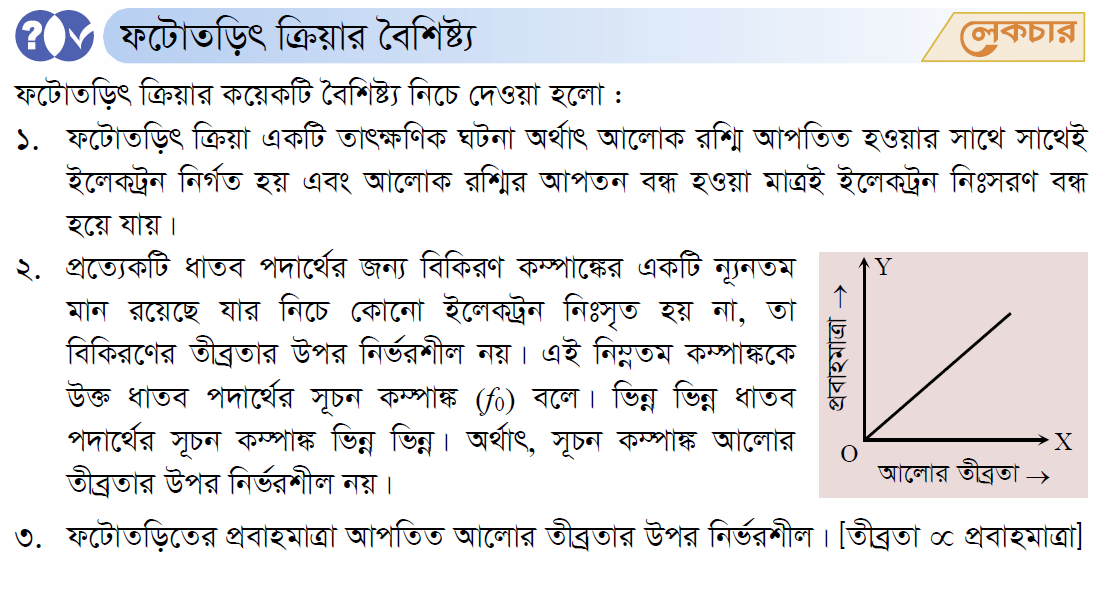 ফটোতড়িৎ ক্রিয়ার বৈশিষ্ট্য
লেকচার
ফটোতড়িৎ ক্রিয়ার কয়েকটি বৈশিষ্ট্য নিচে দেওয়া হলো :
১. ফটোতড়িৎ ক্রিয়া একটি তাৎক্ষণিক ঘটনা অর্থাৎ আলোক রশ্মি আপতিত হওয়ার সাথে সাথেই
ইলেকট্রন নির্গত হয় এবং আলোক রশ্মির আপতন বন্ধ হওয়া মাত্রই ইলেকট্রন নিঃসরণ বন্ধ
হয়ে যায়।
২. প্রত্যেকটি ধাতব পদার্থের জন্য বিকিরণ কম্পাঙ্কের একটি ন্যূনতম
মান রয়েছে যার নিচে কোনো ইলেকট্রন নিঃসৃত হয় না, তা
বিকিরণের তীব্রতার উপর নির্ভরশীল নয়। এই নিম্নতম কম্পাঙ্ককে
উক্ত ধাতব পদার্থের সূচন কম্পাঙ্ক (f₀) বলে। ভিন্ন ভিন্ন ধাতব
পদার্থের সূচন কম্পাঙ্ক ভিন্ন ভিন্ন। অর্থাৎ, সূচন কম্পাঙ্ক আলোর
তীব্রতার উপর নির্ভরশীল নয়।
Y
প্রবাহমাত্রা →
O
X
আলোর তীব্রতা →
৩. ফটোতড়িতের প্রবাহমাত্রা আপতিত আলোর তীব্রতার উপর নির্ভরশীল। [তীব্রতা ∝ প্রবাহমাত্রা]